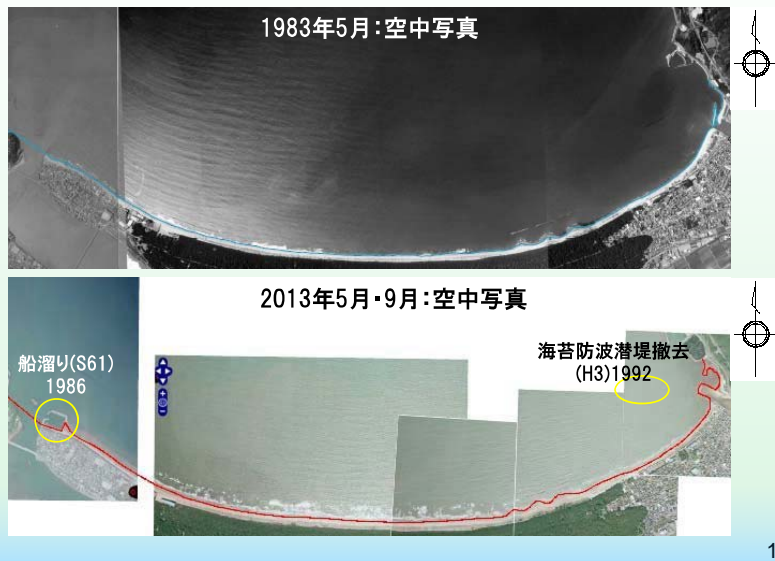 1983年5月：空中写真
2013年5月・9月：空中写真
船溜り(S61)
1986
海苔防波潜堤撤去
(H3)1992
1